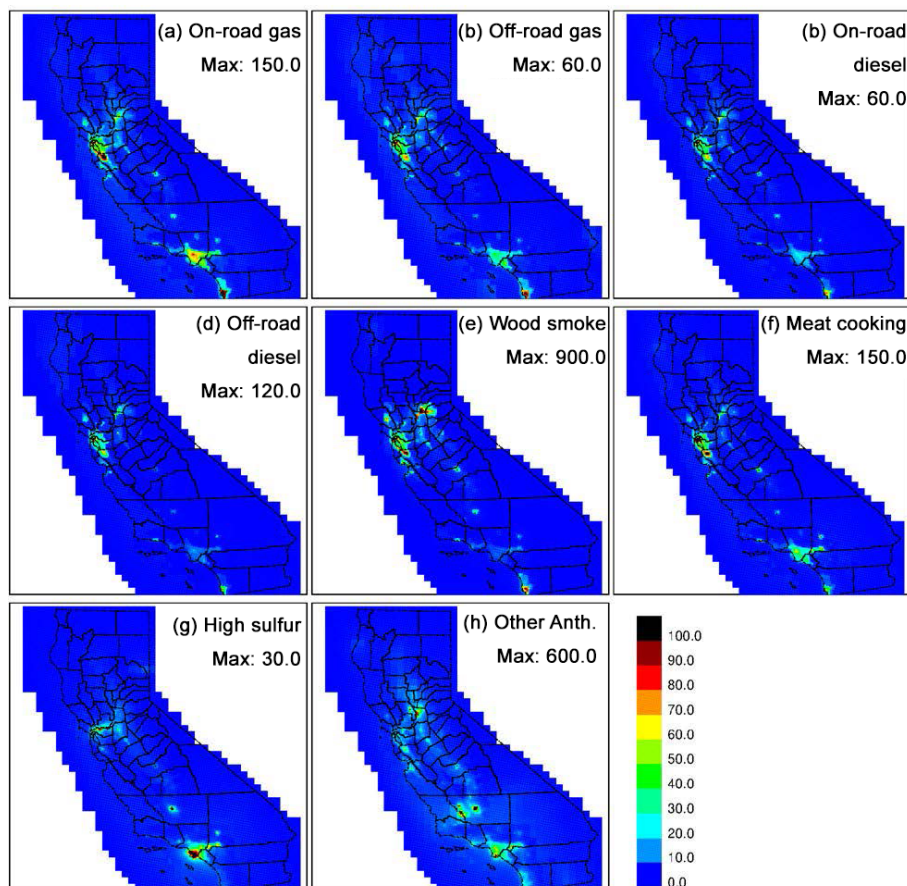 (a) On-road gas
Max: 150.0
(b) Off-road gas
Max: 60.0
(b) On-road
diesel
Max: 60.0
(d) Off-road
diesel
Max: 120.0
(e) Wood smoke
Max: 900.0
(f) Meat cooking
Max: 150.0
(g) High sulfur
Max: 30.0
(h) Other Anth.
Max: 600.0
100.0
90.0
80.0
70.0
60.0
50.0
40.0
30.0
20.0
10.0
0.0